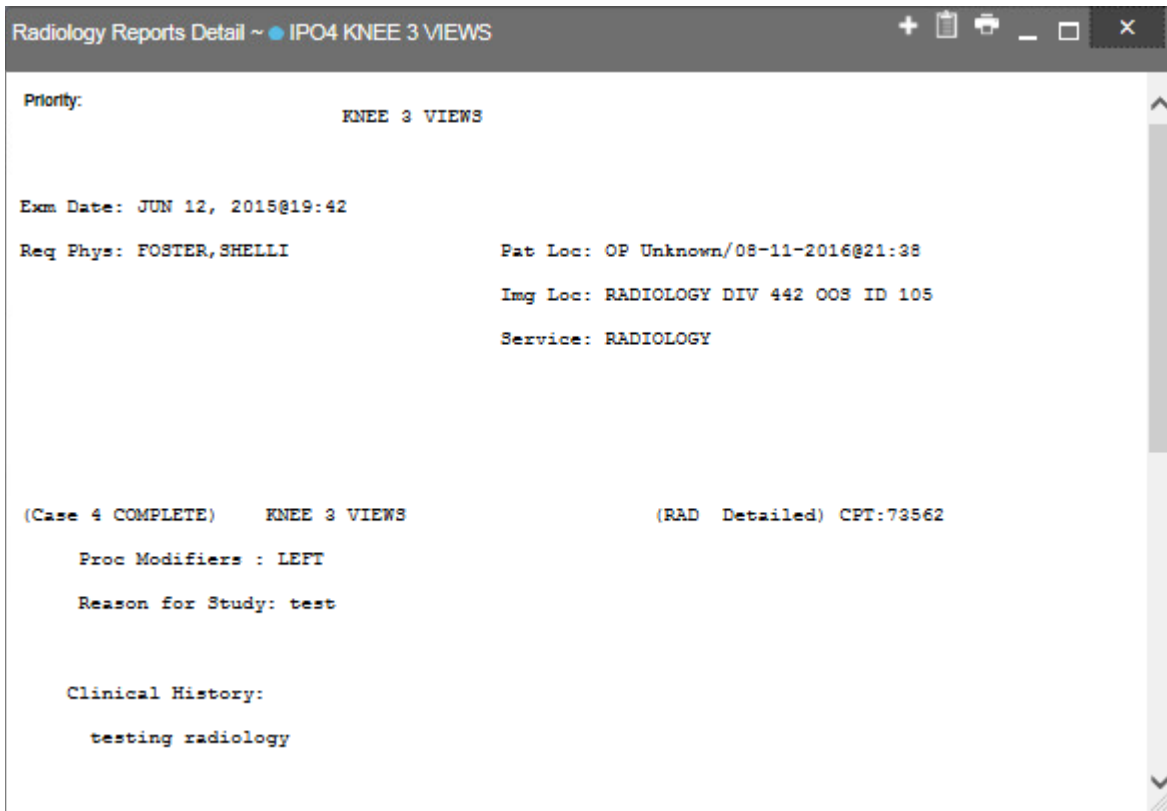 Radiology Reports Detail ~ IPO4 KNEE 3 VIEWS
Priority:
KNEE 3 VIEWS
Exm Date: JUN 12, 2015@19:42
Req Phys: FOSTER,SHELLI Pat Loc: OP Unknown/08-11-2016@21:38
Img Loc: RADIOLOGY DIV 442 OOS ID 105
Service: RADIOLOGY
(Case 4 COMPLETE) KNEE 3 VIEWS (RAD Detailed) CPT:73562
Proc Modifiers : LEFT
Reason for Study: test
Clinical History:
testing radiology